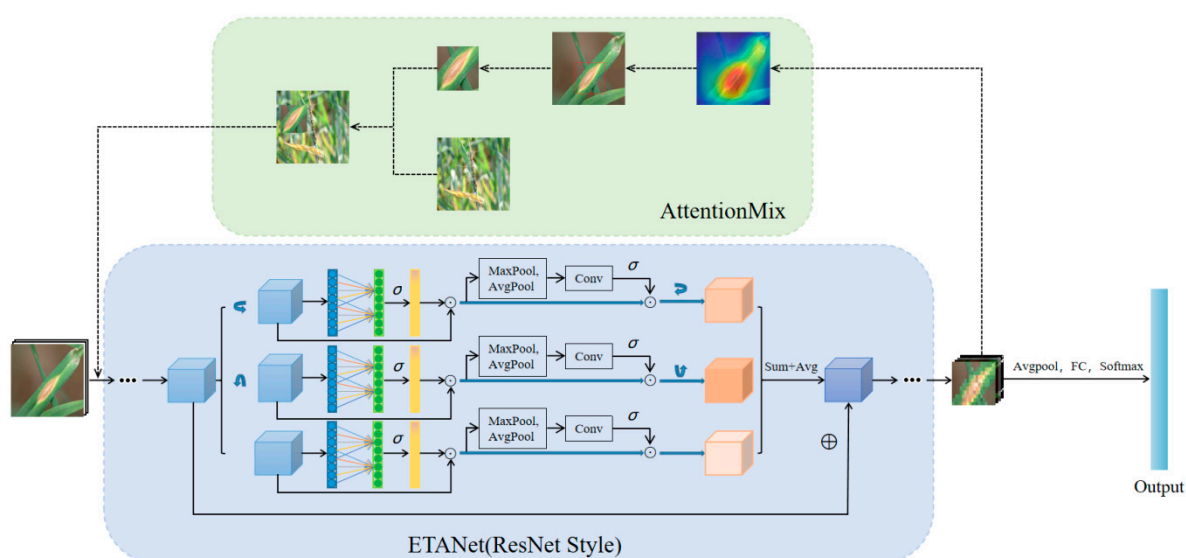 AttentionMix
MaxPool,
AvgPool
Conv
σ
σ
MaxPool,
AvgPool
Conv
σ
σ
Sum+Avg
Avgpool, FC, Softmax
MaxPool,
AvgPool
Conv
σ
σ
Output
ETANet(ResNet Style)